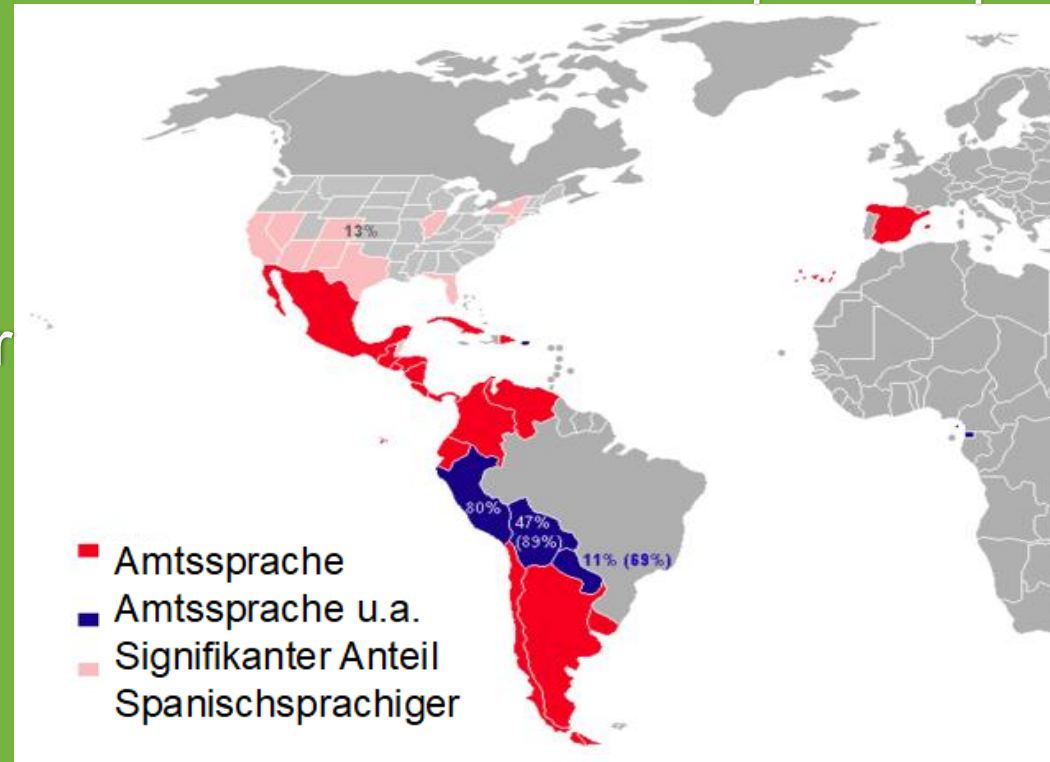 13%
80%
47%
(89%)
11% (69%)
Amtssprache
Amtssprache u.a.
Signifikanter Anteil
Spanischsprachiger